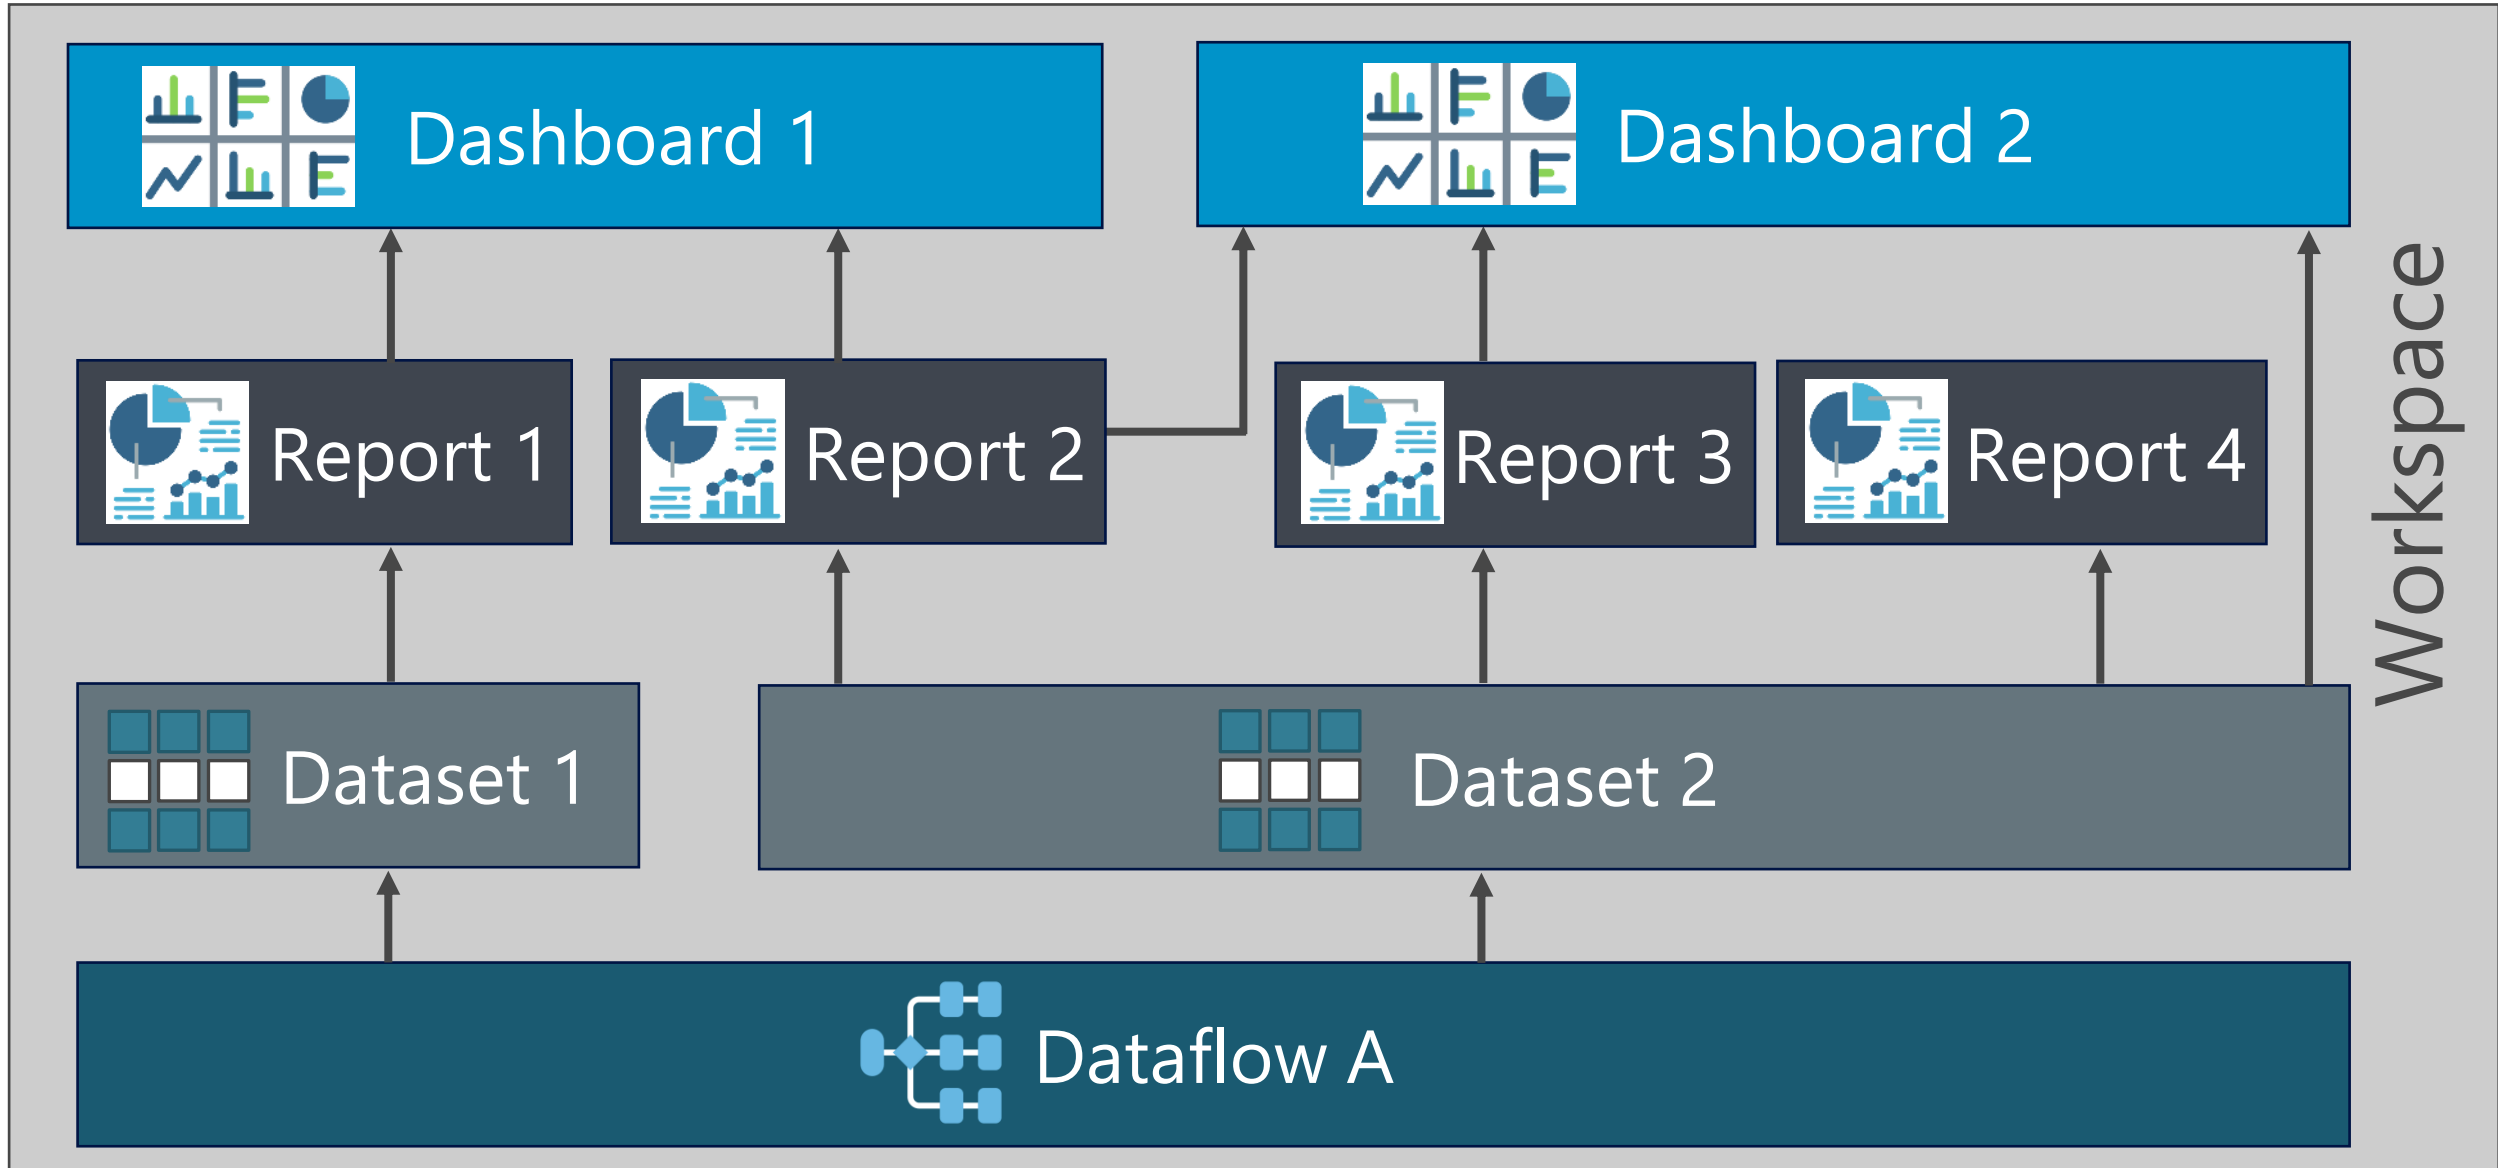 Dashboard 1
Dashboard 2
Report 1
Report 2
Report 3
Report 4
Workspace
Dataset 1
Dataset 2
Dataflow A